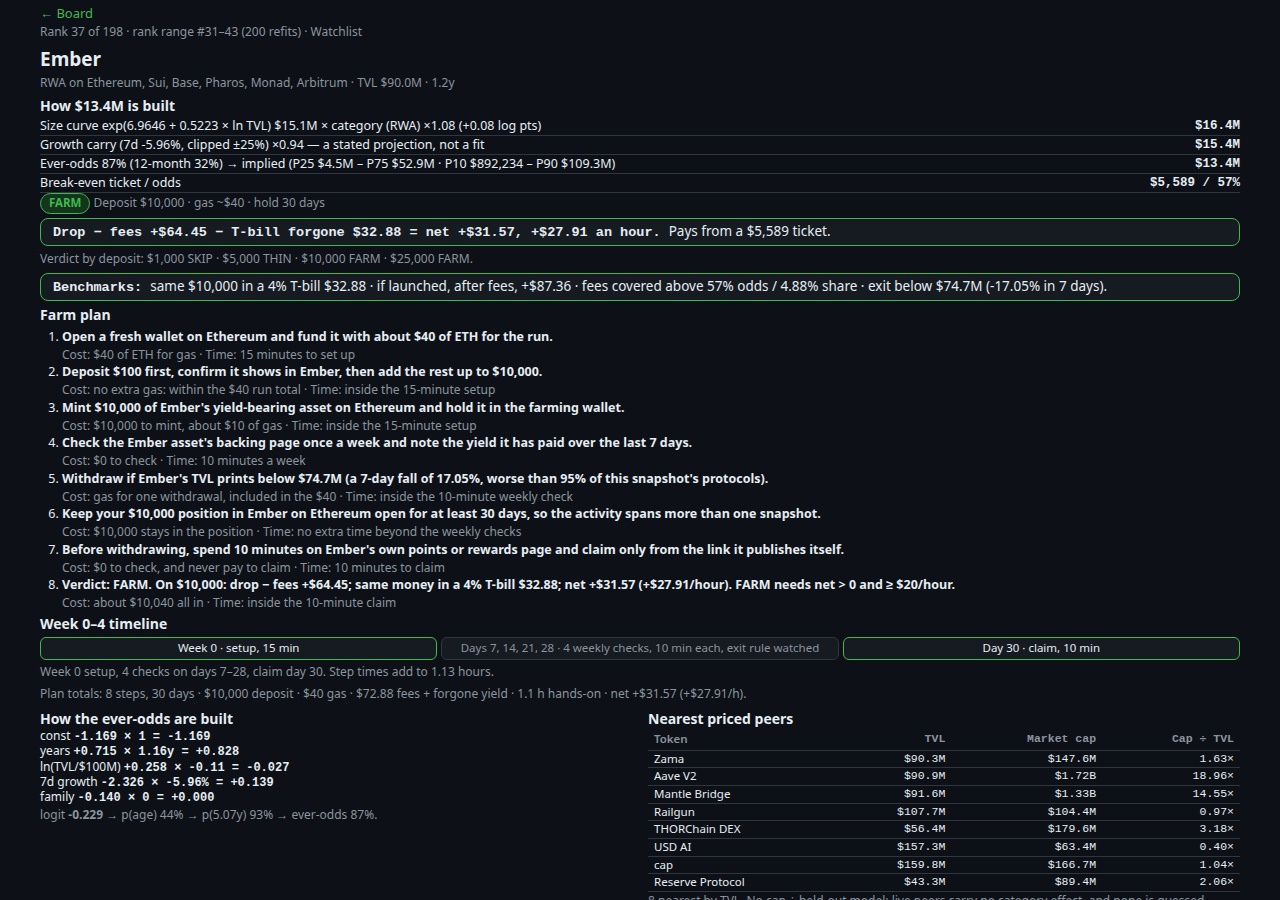 ← Board
Rank 37 of 198 · rank range #31–43 (200 refits) · Watchlist
Ember
RWA on Ethereum, Sui, Base, Pharos, Monad, Arbitrum · TVL $90.0M · 1.2y
How $13.4M is built
Size curve exp(6.9646 + 0.5223 × ln TVL) $15.1M × category (RWA) ×1.08 (+0.08 log pts) $16.4M
Growth carry (7d -5.96%, clipped ±25%) ×0.94 — a stated projection, not a fit $15.4M
Ever-odds 87% (12-month 32%) → implied (P25 $4.5M – P75 $52.9M · P10 $892,234 – P90 $109.3M) $13.4M
Break-even ticket / odds $5,589 / 57%
FARM Deposit $10,000 · gas ~$40 · hold 30 days
Drop − fees +$64.45 − T-bill forgone $32.88 = net +$31.57, +$27.91 an hour. Pays from a $5,589 ticket.
Verdict by deposit: $1,000 SKIP · $5,000 THIN · $10,000 FARM · $25,000 FARM.
Benchmarks: same $10,000 in a 4% T-bill $32.88 · if launched, after fees, +$87.36 · fees covered above 57% odds / 4.88% share · exit below $74.7M (-17.05% in 7 days).
Farm plan
1. Open a fresh wallet on Ethereum and fund it with about $40 of ETH for the run.
Cost: $40 of ETH for gas · Time: 15 minutes to set up
2. Deposit $100 first, confirm it shows in Ember, then add the rest up to $10,000.
Cost: no extra gas: within the $40 run total · Time: inside the 15-minute setup
3. Mint $10,000 of Ember's yield-bearing asset on Ethereum and hold it in the farming wallet.
Cost: $10,000 to mint, about $10 of gas · Time: inside the 15-minute setup
4. Check the Ember asset's backing page once a week and note the yield it has paid over the last 7 days.
Cost: $0 to check · Time: 10 minutes a week
5. Withdraw if Ember's TVL prints below $74.7M (a 7-day fall of 17.05%, worse than 95% of this snapshot's protocols).
Cost: gas for one withdrawal, included in the $40 · Time: inside the 10-minute weekly check
6. Keep your $10,000 position in Ember on Ethereum open for at least 30 days, so the activity spans more than one snapshot.
Cost: $10,000 stays in the position · Time: no extra time beyond the weekly checks
7. Before withdrawing, spend 10 minutes on Ember's own points or rewards page and claim only from the link it publishes itself.
Cost: $0 to check, and never pay to claim · Time: 10 minutes to claim
8. Verdict: FARM. On $10,000: drop − fees +$64.45; same money in a 4% T-bill $32.88; net +$31.57 (+$27.91/hour). FARM needs net > 0 and ≥ $20/hour.
Cost: about $10,040 all in · Time: inside the 10-minute claim
Week 0–4 timeline
Week 0 · setup, 15 min
Days 7, 14, 21, 28 · 4 weekly checks, 10 min each, exit rule watched
Day 30 · claim, 10 min
Week 0 setup, 4 checks on days 7–28, claim day 30. Step times add to 1.13 hours.
Plan totals: 8 steps, 30 days · $10,000 deposit · $40 gas · $72.88 fees + forgone yield · 1.1 h hands-on · net +$31.57 (+$27.91/h).
How the ever-odds are built
const -1.169 × 1 = -1.169
years +0.715 × 1.16y = +0.828
ln(TVL/$100M) +0.258 × -0.11 = -0.027
7d growth -2.326 × -5.96% = +0.139
family -0.140 × 0 = +0.000
logit -0.229 → p(age) 44% → p(5.07y) 93% → ever-odds 87%.
Nearest priced peers
Token TVL Market cap Cap ÷ TVL
Zama $90.3M $147.6M 1.63×
Aave V2 $90.9M $1.72B 18.96×
Mantle Bridge $91.6M $1.33B 14.55×
Railgun $107.7M $104.4M 0.97×
THORChain DEX $56.4M $179.6M 3.18×
USD AI $157.3M $63.4M 0.40×
cap $159.8M $166.7M 1.04×
Reserve Protocol $43.3M $89.4M 2.06×